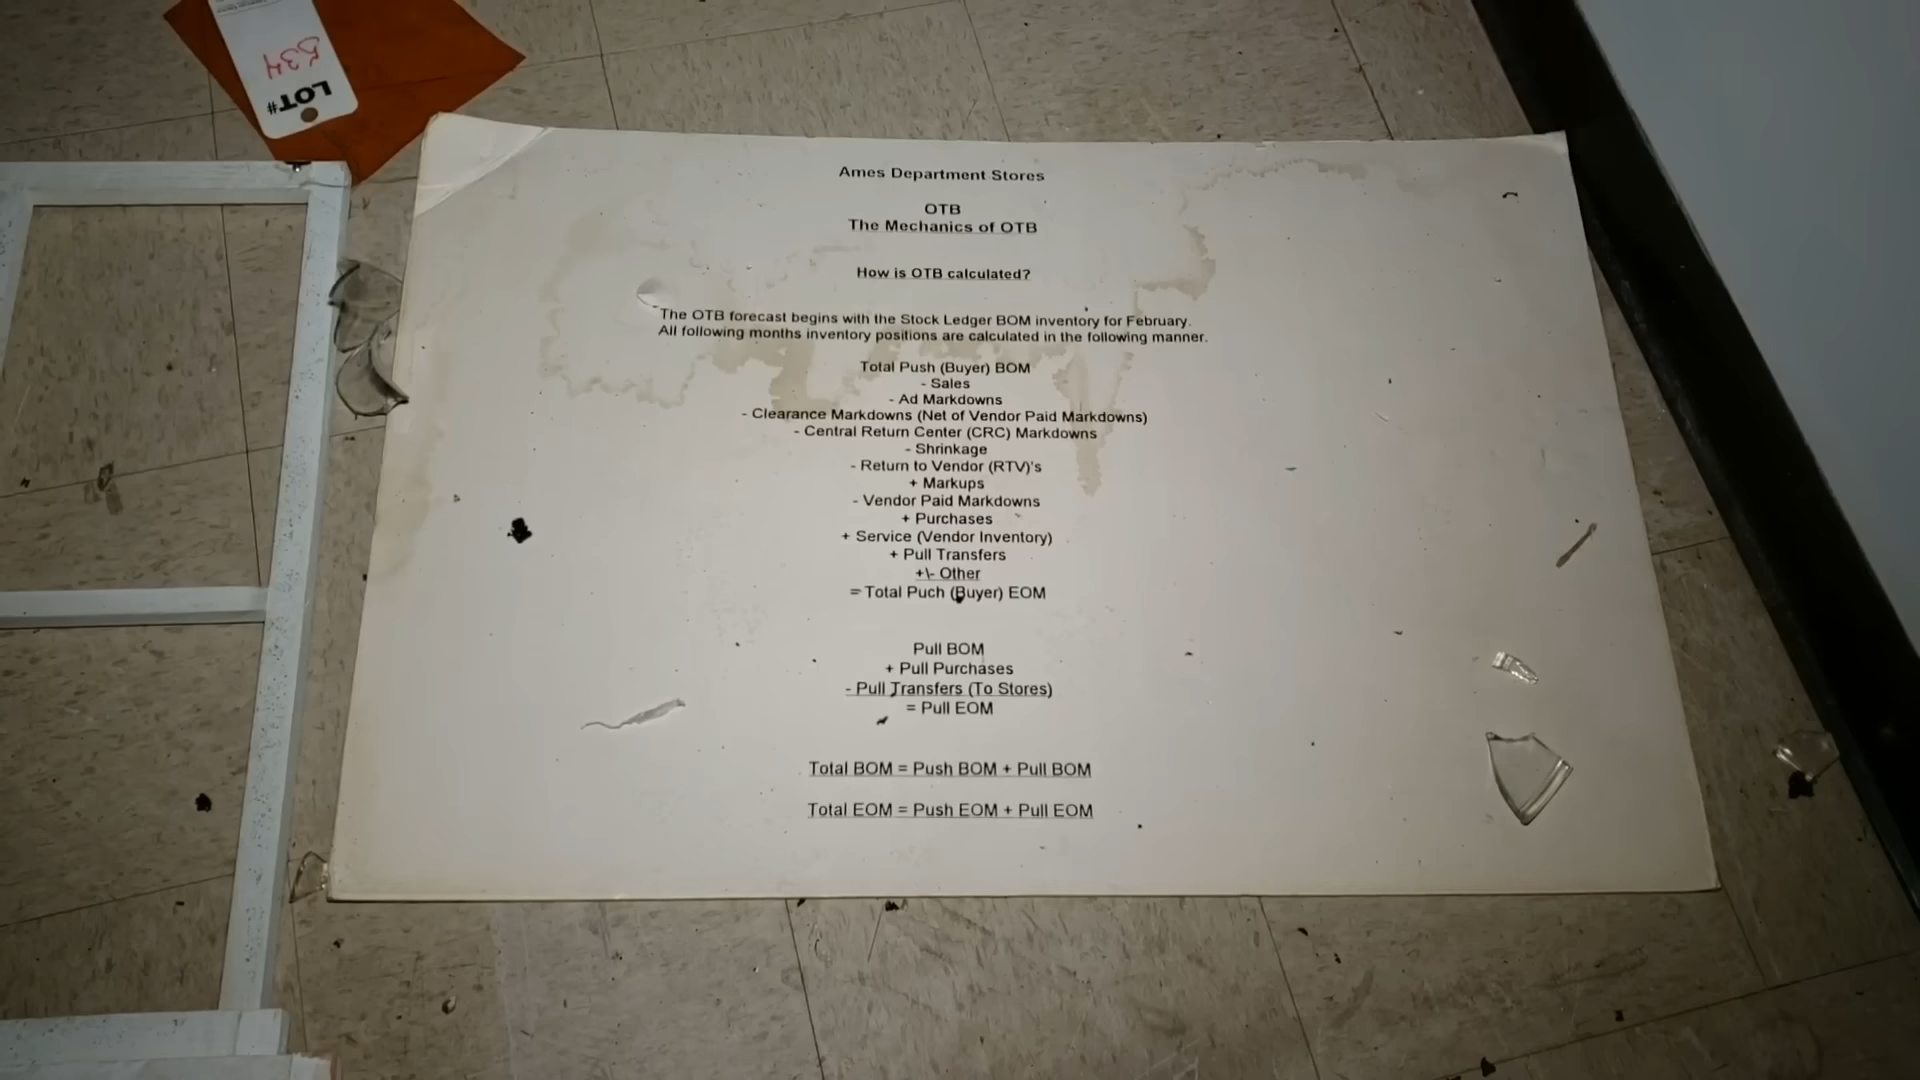 LOT#
534
Ames Department Stores
OTB
The Mechanics of OTB
How is OTB calculated?
The OTB forecast begins with the Stock Ledger BOM inventory for February.
All following months inventory positions are calculated in the following manner.
Total Push (Buyer) BOM
- Sales
- Ad Markdowns
- Clearance Markdowns (Net of Vendor Paid Markdowns)
- Central Return Center (CRC) Markdowns
- Shrinkage
- Return to Vendor (RTV)'s
+ Markups
- Vendor Paid Markdowns
+ Purchases
+ Service (Vendor Inventory)
+ Pull Transfers
+\- Other
= Total Puch (Buyer) EOM
Pull BOM
+ Pull Purchases
- Pull Transfers (To Stores)
= Pull EOM
Total BOM = Push BOM + Pull BOM
Total EOM = Push EOM + Pull EOM